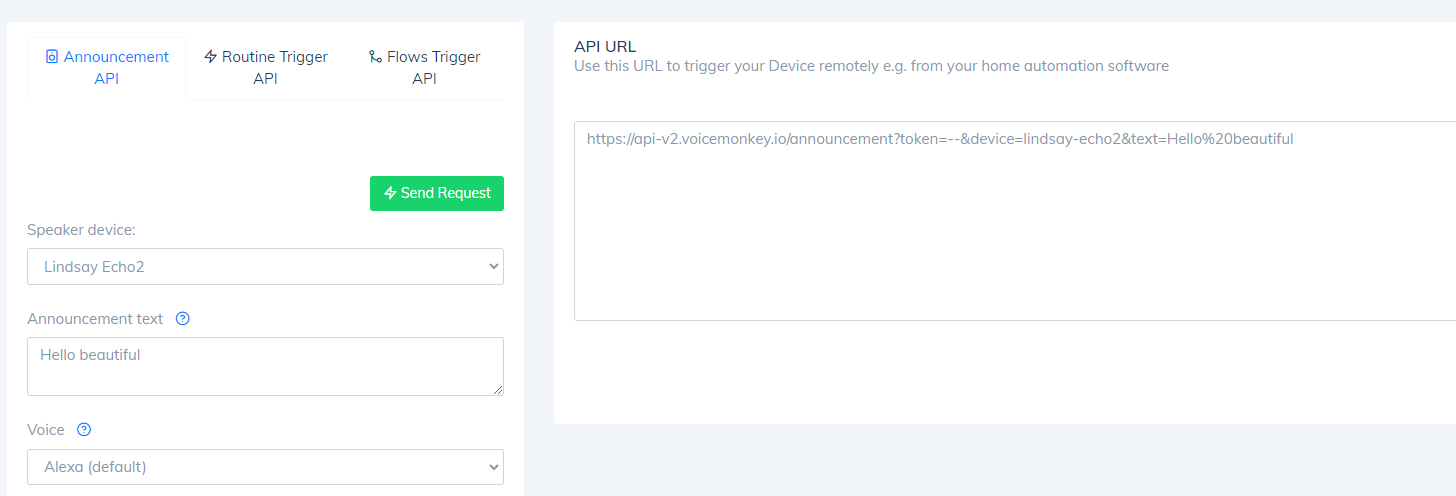 Announcement API
Routine Trigger API
Flows Trigger API
Send Request
Speaker device:
Lindsay Echo2
Announcement text
Hello beautiful
Voice
Alexa (default)
API URL
Use this URL to trigger your Device remotely e.g. from your home automation software
https://api-v2.voicemonkey.io/announcement?token=--&device=lindsay-echo2&text=Hello%20beautiful